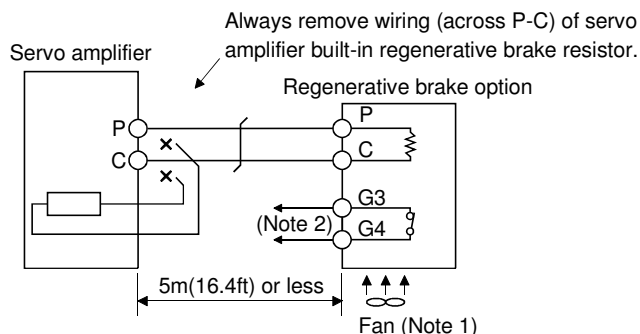 Always remove wiring (across P-C) of servo
amplifier built-in regenerative brake resistor.
Servo amplifier
Regenerative brake option
P
P
C
C
G3
(Note 2)
G4
5m(16.4ft) or less
Fan (Note 1)